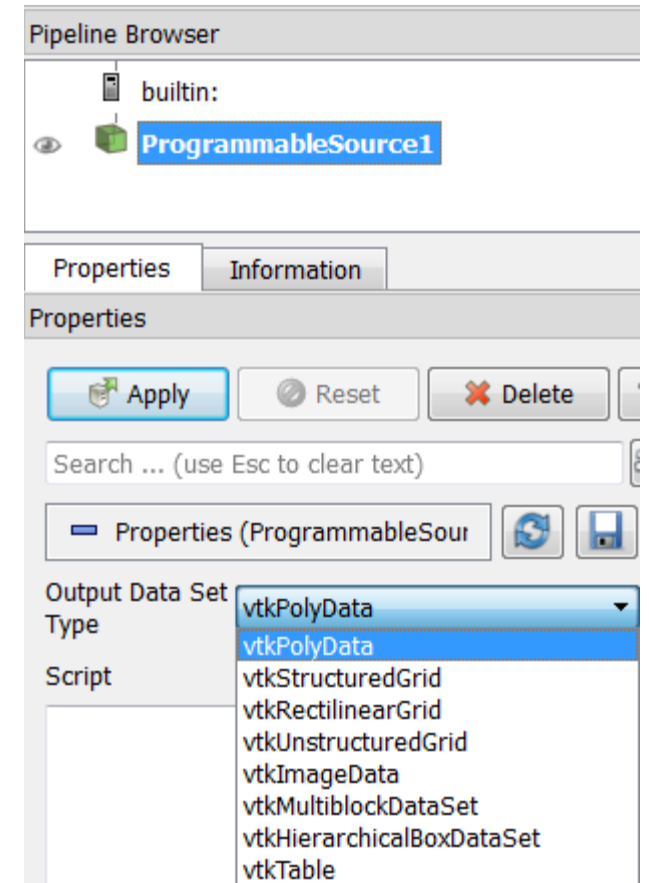 Pipeline Browser
builtin:
ProgrammableSource1
Properties Information
Properties
Apply Reset Delete
Search ... (use Esc to clear text)
Properties (ProgrammableSour
Output Data Set
Type
vtkPolyData
vtkPolyData
Script
vtkStructuredGrid
vtkRectilinearGrid
vtkUnstructuredGrid
vtkImageData
vtkMultiblockDataSet
vtkHierarchicalBoxDataSet
vtkTable